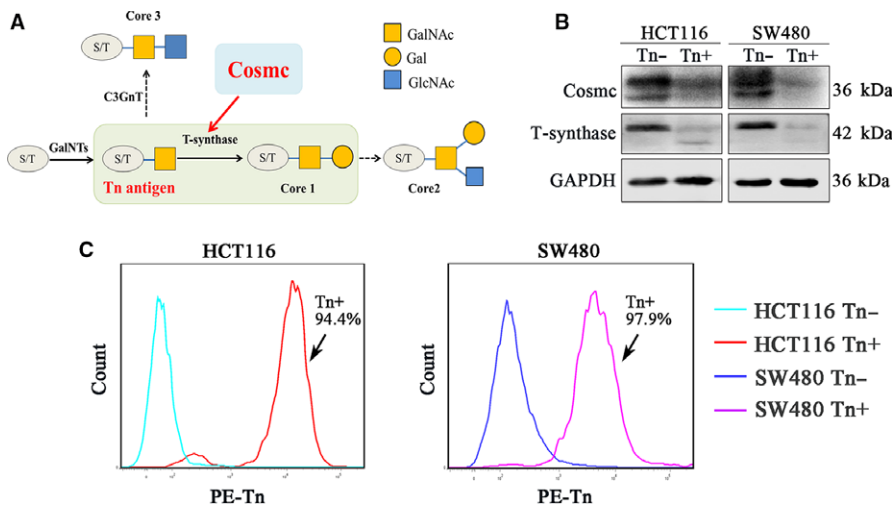 A
Core 3
S/T
C3GnT
Cosmc
GalNAc
Gal
GlcNAc
S/T
GalNTs
S/T
T-synthase
S/T
S/T
Tn antigen
Core 1
Core2
B
HCT116
SW480
Tn− Tn+
Tn− Tn+
Cosmc
36 kDa
T-synthase
42 kDa
GAPDH
36 kDa
C
HCT116
SW480
Tn+
94.4%
Tn+
97.9%
Count
Count
PE-Tn
PE-Tn
HCT116 Tn−
HCT116 Tn+
SW480 Tn−
SW480 Tn+